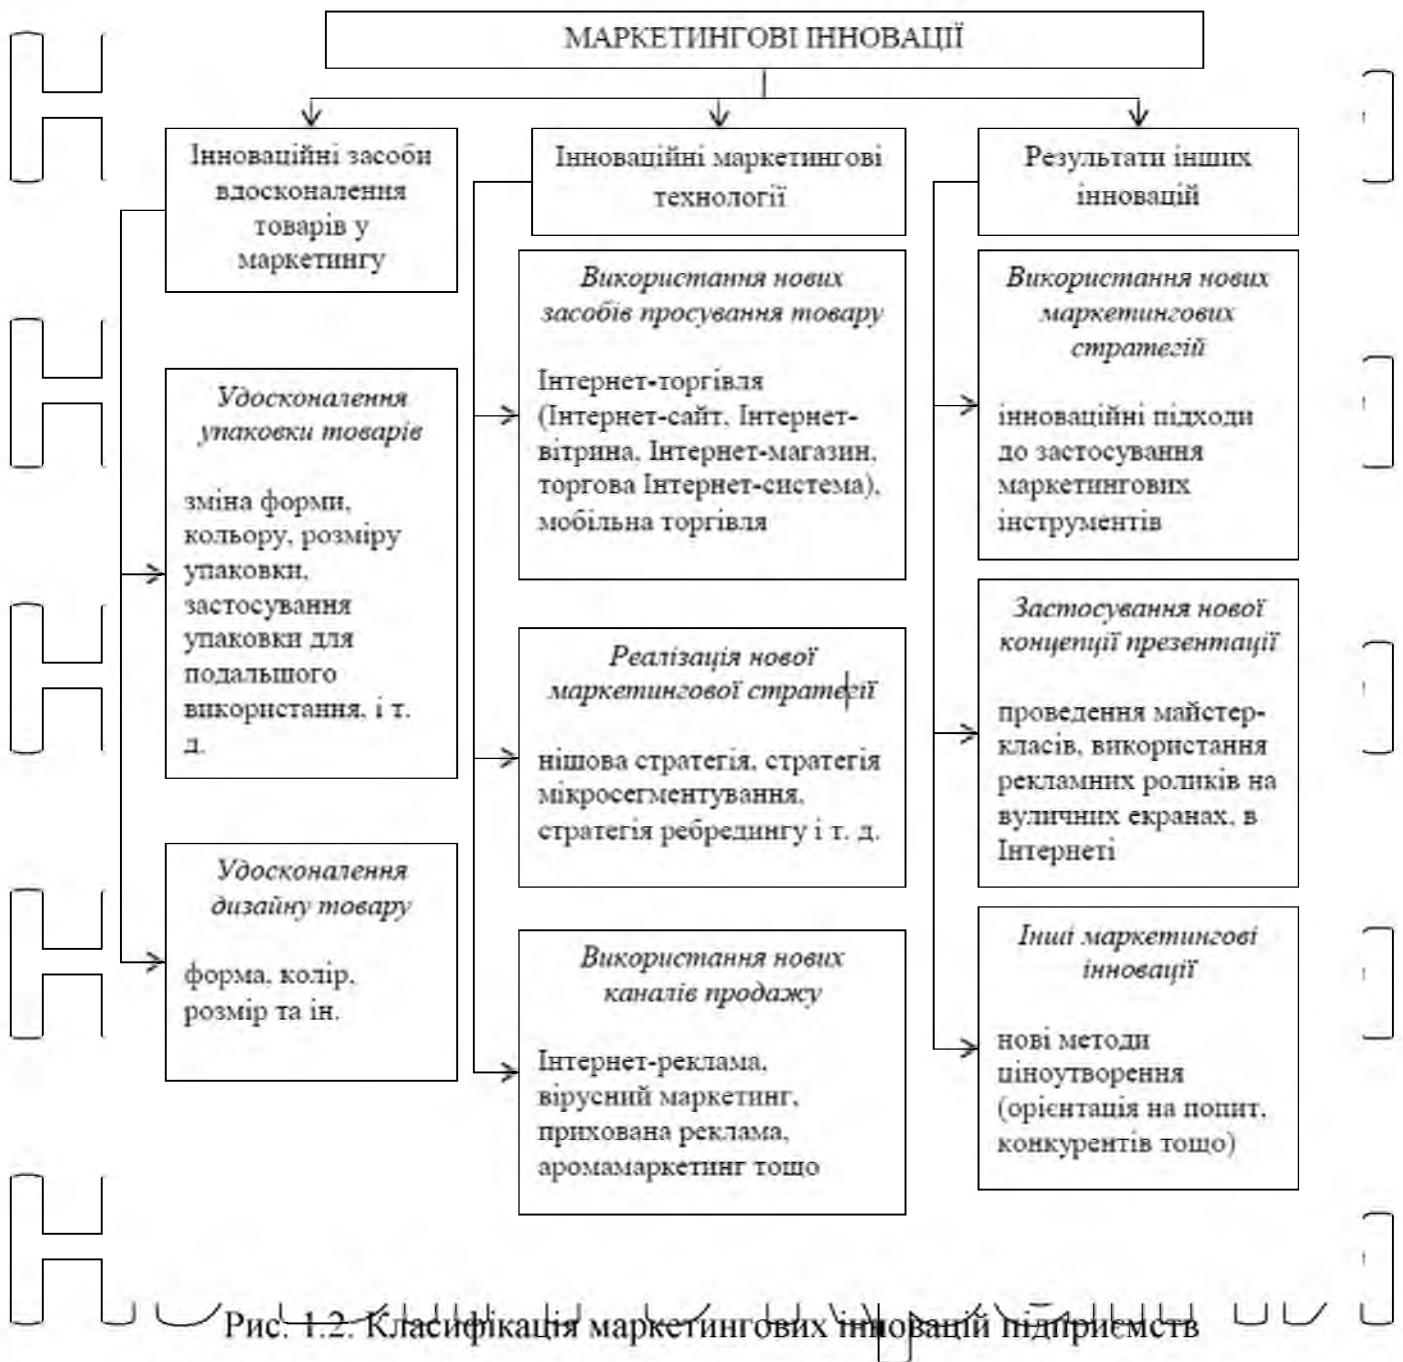 МАРКЕТИНГОВІ ІННОВАЦІЇ
Інноваційні засоби
вдосконалення
товарів у
маркетингу
Удосконалення
упаковки товарів
зміна форми,
кольору, розміру
упаковки,
застосування
упаковки для
подальшого
використання, і т.
д.
Удосконалення
дизайну товару
форма, колір,
розмір та ін.
Інноваційні маркетингові
технології
Використання нових
засобів просування товару
Інтернет-торгівля
(Інтернет-сайт, Інтернет-
вітрина, Інтернет-магазин,
торгова Інтернет-система),
мобільна торгівля
Реалізація нової
маркетингової стратегії
нішова стратегія, стратегія
мікросегментування,
стратегія ребредингу і т. д.
Використання нових
каналів продажу
Інтернет-реклама,
вірусний маркетинг,
прихована реклама,
аромамаркетинг тощо
Результати інших
інновацій
Використання нових
маркетингових
стратегій
інноваційні підходи
до застосування
маркетингових
інструментів
Застосування нової
концепції презентації
проведення майстер-
класів, використання
рекламних роликів на
вуличних екранах, в
Інтернеті
Інші маркетингові
інновації
нові методи
ціноутворення
(орієнтація на попит,
конкурентів тощо)
Рис. 1.2. Класифікація маркетингових інновацій підприємств